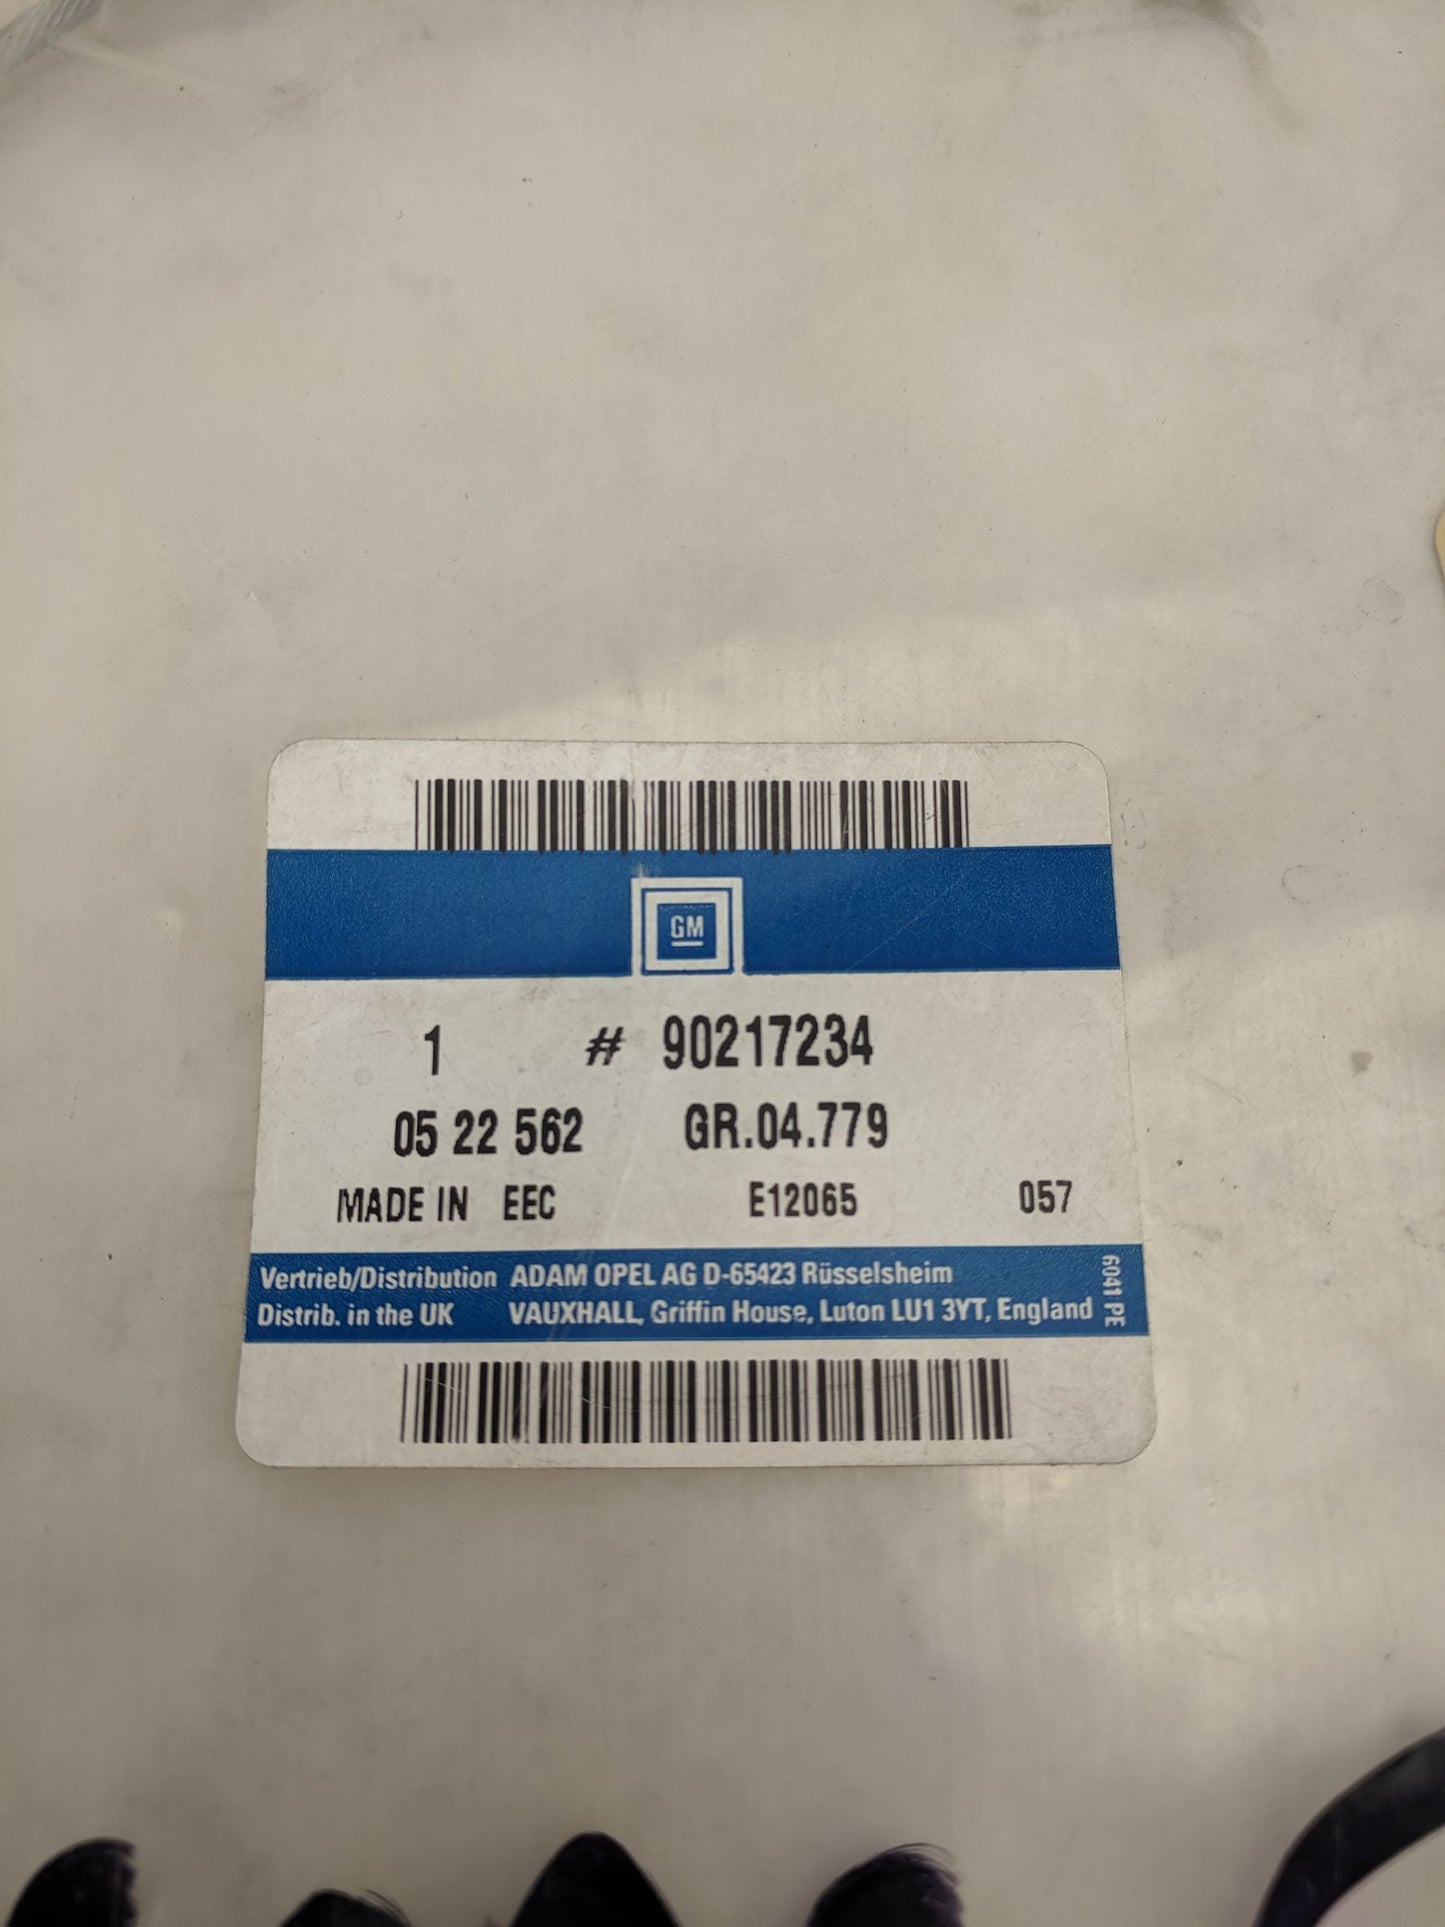 GM
1 # 90217234
05 22 562 GR.04.779
MADE IN EEC E12065 057
Vertrieb/Distribution ADAM OPEL AG D-65423 Rüsselsheim
Distrib. in the UK VAUXHALL, Griffin House, Luton LU1 3YT, England
6041 PE